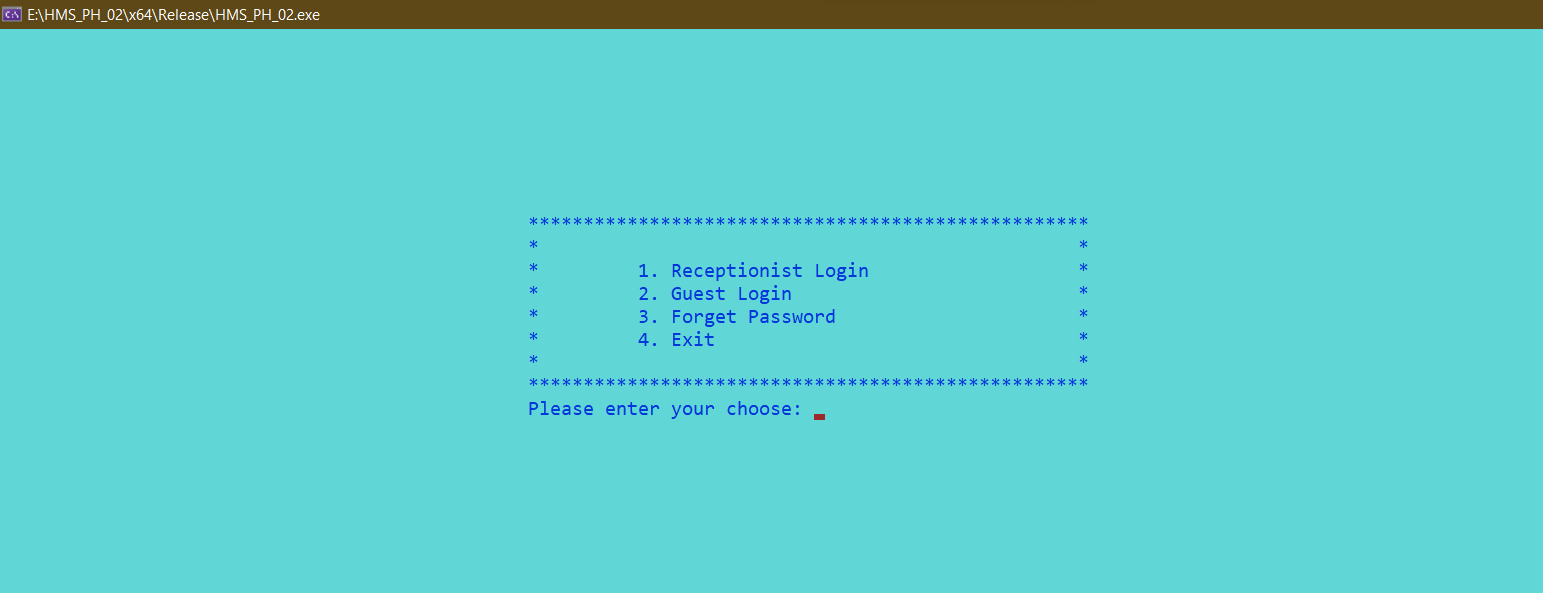 E:\HMS_PH_02\x64\Release\HMS_PH_02.exe
***************************************************
*                                                 *
*         1. Receptionist Login                   *
*         2. Guest Login                          *
*         3. Forget Password                      *
*         4. Exit                                 *
*                                                 *
***************************************************
Please enter your choose: